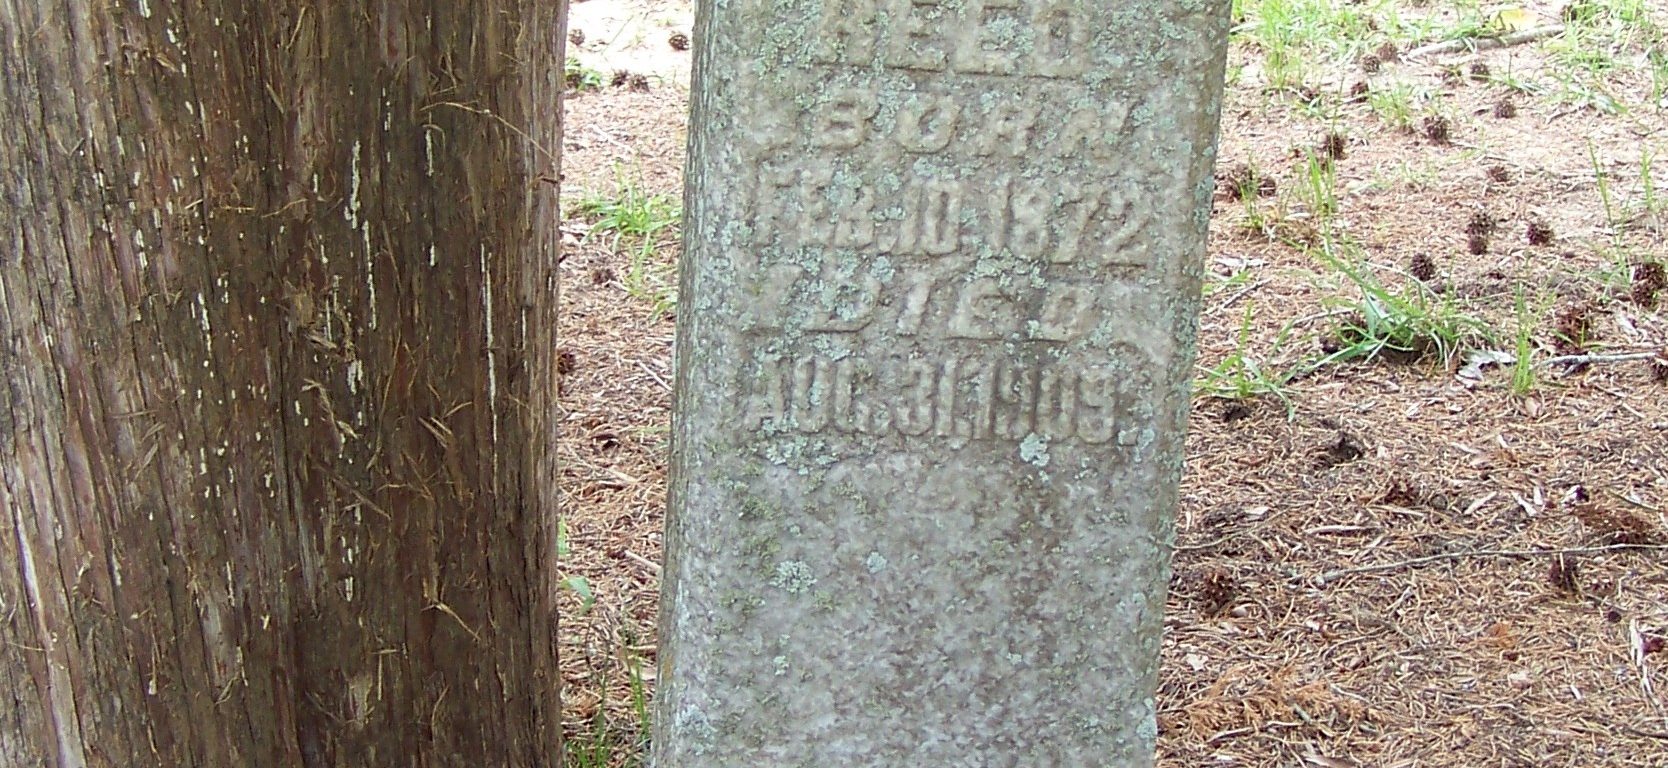 REED
BORN
FEB. 10, 1872
DIED
AUG. 31, 1909.